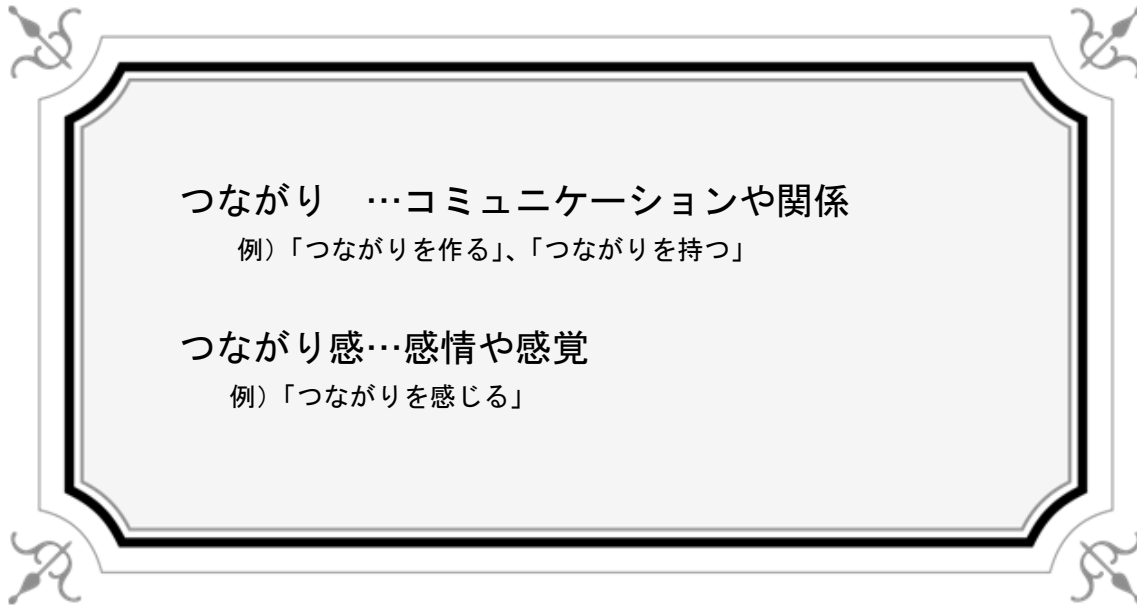 つながり　…コミュニケーションや関係
例）「つながりを作る」、「つながりを持つ」
つながり感…感情や感覚
例）「つながりを感じる」